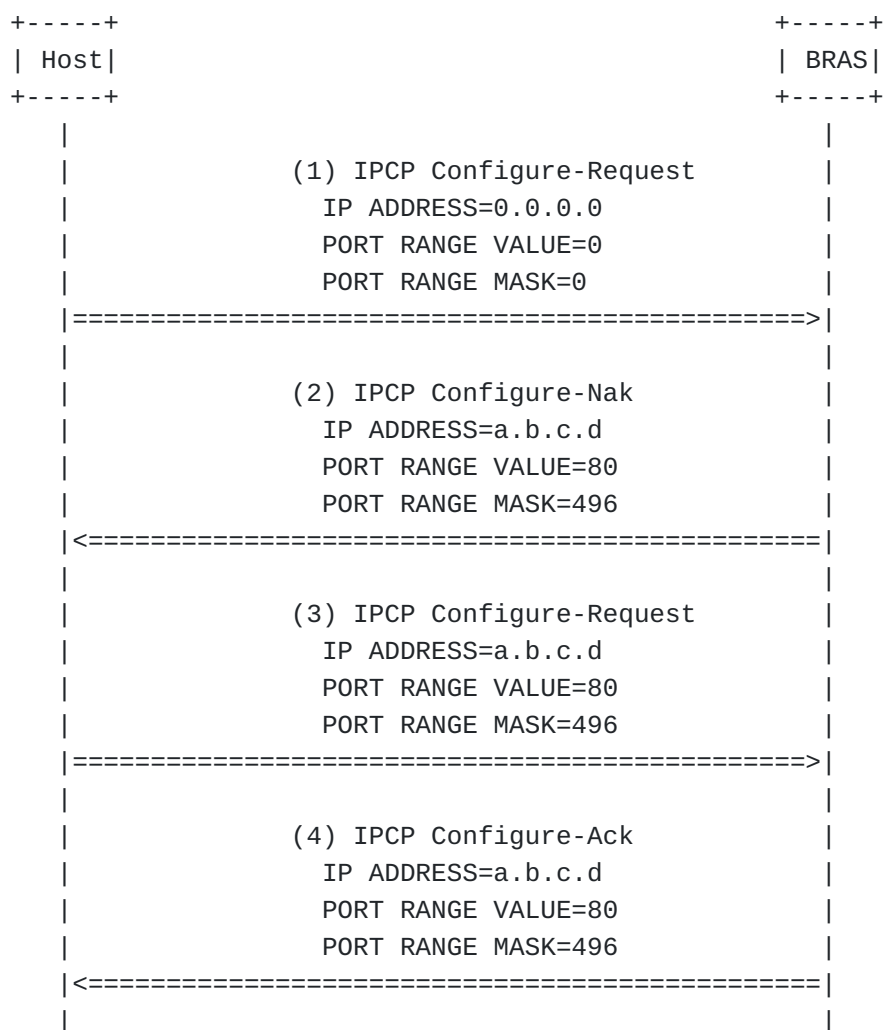 +-----+                                          +-----+
| Host|                                          | BRAS|
+-----+                                          +-----+
   |                                                |
   |              (1) IPCP Configure-Request        |
   |                IP ADDRESS=0.0.0.0              |
   |                PORT RANGE VALUE=0              |
   |                PORT RANGE MASK=0               |
   |===============================================>|
   |                                                |
   |              (2) IPCP Configure-Nak            |
   |                IP ADDRESS=a.b.c.d              |
   |                PORT RANGE VALUE=80             |
   |                PORT RANGE MASK=496             |
   |<===============================================|
   |                                                |
   |              (3) IPCP Configure-Request        |
   |                IP ADDRESS=a.b.c.d              |
   |                PORT RANGE VALUE=80             |
   |                PORT RANGE MASK=496             |
   |===============================================>|
   |                                                |
   |              (4) IPCP Configure-Ack            |
   |                IP ADDRESS=a.b.c.d              |
   |                PORT RANGE VALUE=80             |
   |                PORT RANGE MASK=496             |
   |<===============================================|
   |                                                |